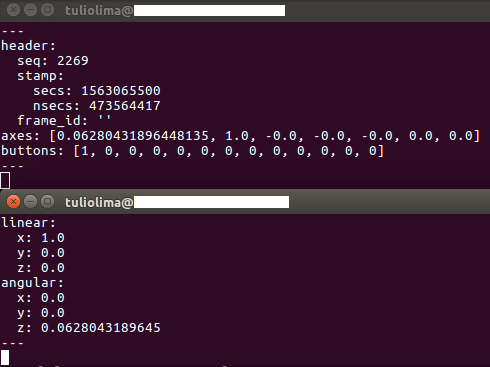 tuliolima@
---
header:
  seq: 2269
  stamp:
    secs: 1563065500
    nsecs: 473564417
  frame_id: ''
axes: [0.06280431896448135, 1.0, -0.0, -0.0, -0.0, 0.0, 0.0]
buttons: [1, 0, 0, 0, 0, 0, 0, 0, 0, 0, 0, 0, 0]
---
tuliolima@
linear:
  x: 1.0
  y: 0.0
  z: 0.0
angular:
  x: 0.0
  y: 0.0
  z: 0.0628043189645
---